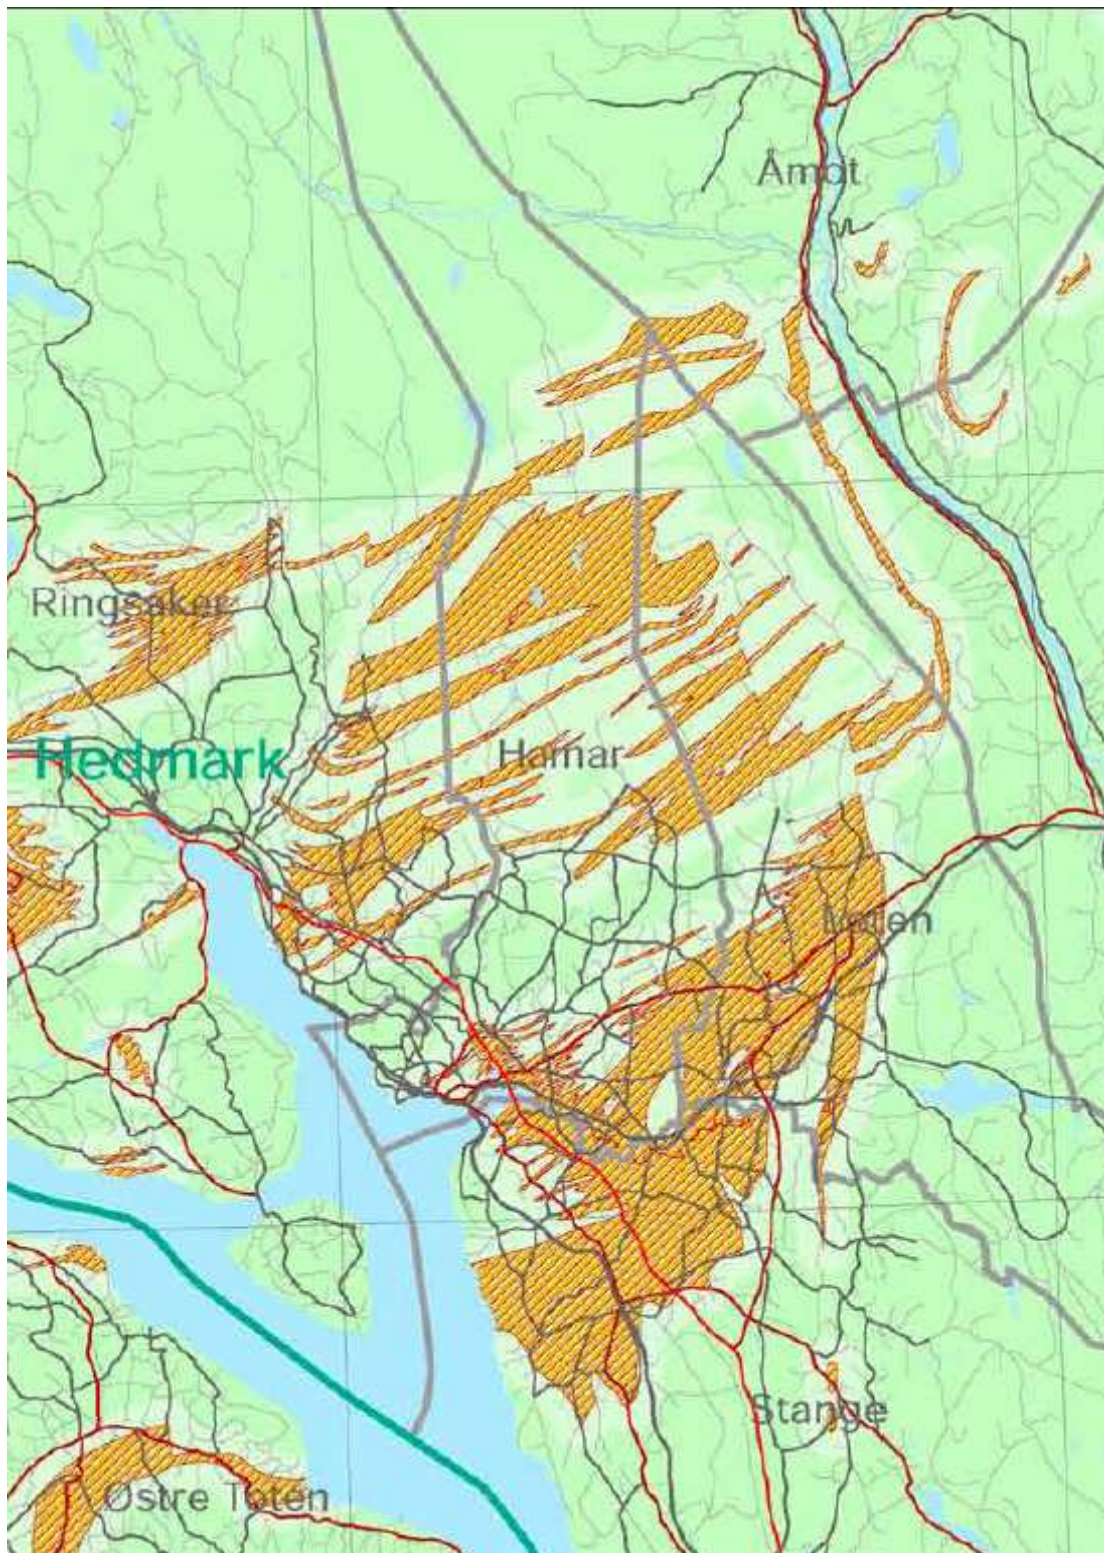 Åmot
Ringsaker
Hedmark
Hamar
Løten
Stange
Østre Toten